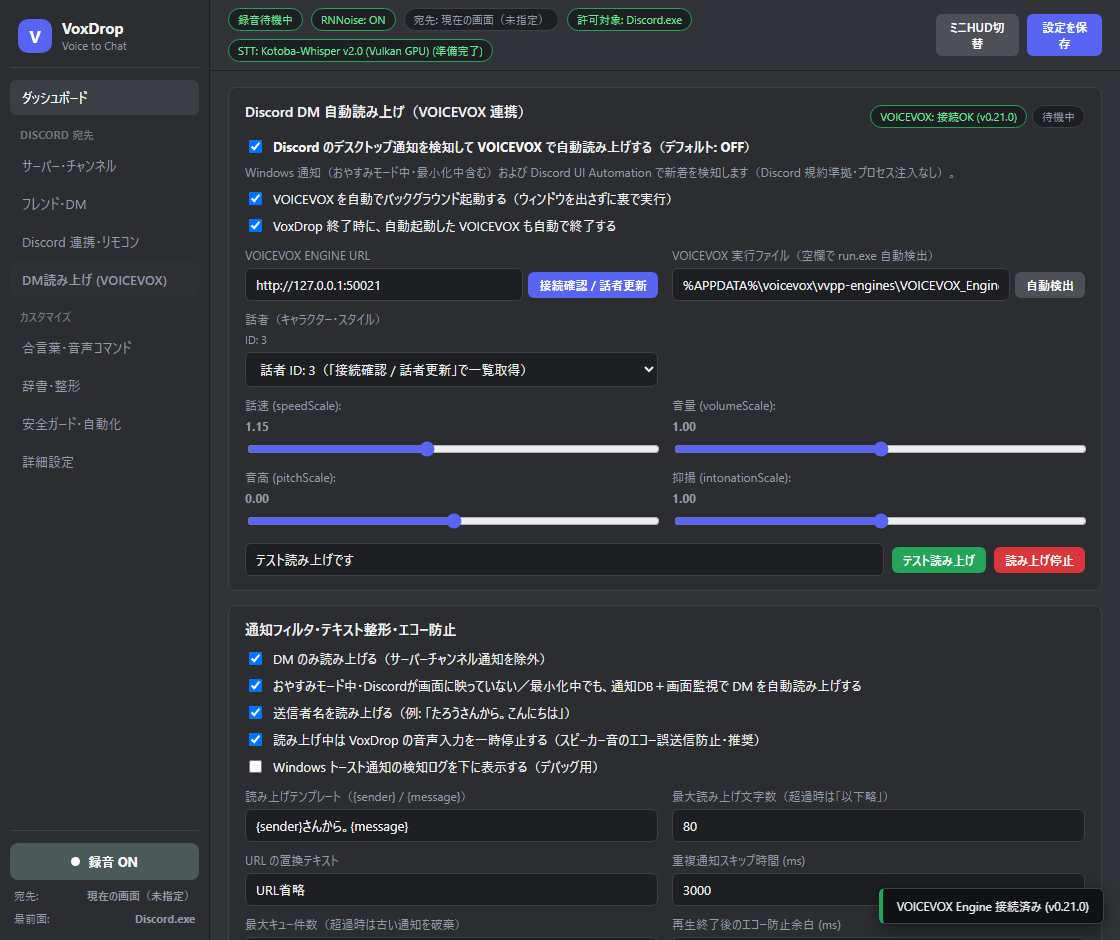 V
VoxDrop
Voice to Chat
録音待機中
RNNoise: ON
宛先: 現在の画面（未指定）
許可対象: Discord.exe
STT: Kotoba-Whisper v2.0 (Vulkan GPU) (準備完了)
ミニHUD切
替
設定を保
存
ダッシュボード
DISCORD 宛先
サーバー・チャンネル
フレンド・DM
Discord 連携・リモコン
DM読み上げ (VOICEVOX)
カスタマイズ
合言葉・音声コマンド
辞書・整形
安全ガード・自動化
詳細設定
録音 ON
宛先:
現在の画面（未指定）
最前面:
Discord.exe
Discord DM 自動読み上げ（VOICEVOX 連携）
VOICEVOX: 接続OK (v0.21.0)
待機中
Discord のデスクトップ通知を検知して VOICEVOX で自動読み上げする（デフォルト: OFF）
Windows 通知（おやすみモード中・最小化中含む）および Discord UI Automation で新着を検知します（Discord 規約準拠・プロセス注入なし）。
VOICEVOX を自動でバックグラウンド起動する（ウィンドウを出さずに裏で実行）
VoxDrop 終了時に、自動起動した VOICEVOX も自動で終了する
VOICEVOX ENGINE URL
VOICEVOX 実行ファイル（空欄で run.exe 自動検出）
http://127.0.0.1:50021
接続確認 / 話者更新
%APPDATA%\voicevox\vvpp-engines\VOICEVOX_Engin
自動検出
話者（キャラクター・スタイル）
ID: 3
話者 ID: 3（「接続確認 / 話者更新」で一覧取得）
話速 (speedScale):
1.15
音量 (volumeScale):
1.00
音高 (pitchScale):
0.00
抑揚 (intonationScale):
1.00
テスト読み上げです
テスト読み上げ
読み上げ停止
通知フィルタ・テキスト整形・エコー防止
DM のみ読み上げる（サーバーチャンネル通知を除外）
おやすみモード中・Discordが画面に映っていない／最小化中でも、通知DB＋画面監視で DM を自動読み上げする
送信者名を読み上げる（例: 「たろうさんから。こんにちは」）
読み上げ中は VoxDrop の音声入力を一時停止する（スピーカー音のエコー誤送信防止・推奨）
Windows トースト通知の検知ログを下に表示する（デバッグ用）
読み上げテンプレート（{sender} / {message}）
最大読み上げ文字数（超過時は「以下略」）
{sender}さんから。{message}
80
URL の置換テキスト
重複通知スキップ時間 (ms)
URL省略
3000
最大キュー件数（超過時は古い通知を破棄）
再生終了後のエコー防止余白 (ms)
VOICEVOX Engine 接続済み (v0.21.0)